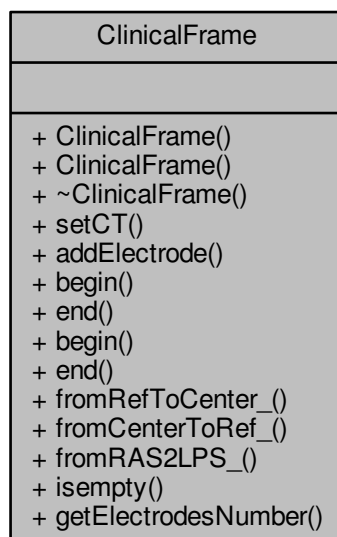 ClinicalFrame
+ ClinicalFrame()
+ ClinicalFrame()
+ ~ClinicalFrame()
+ setCT()
+ addElectrode()
+ begin()
+ end()
+ begin()
+ end()
+ fromRefToCenter_()
+ fromCenterToRef_()
+ fromRAS2LPS_()
+ isempty()
+ getElectrodesNumber()